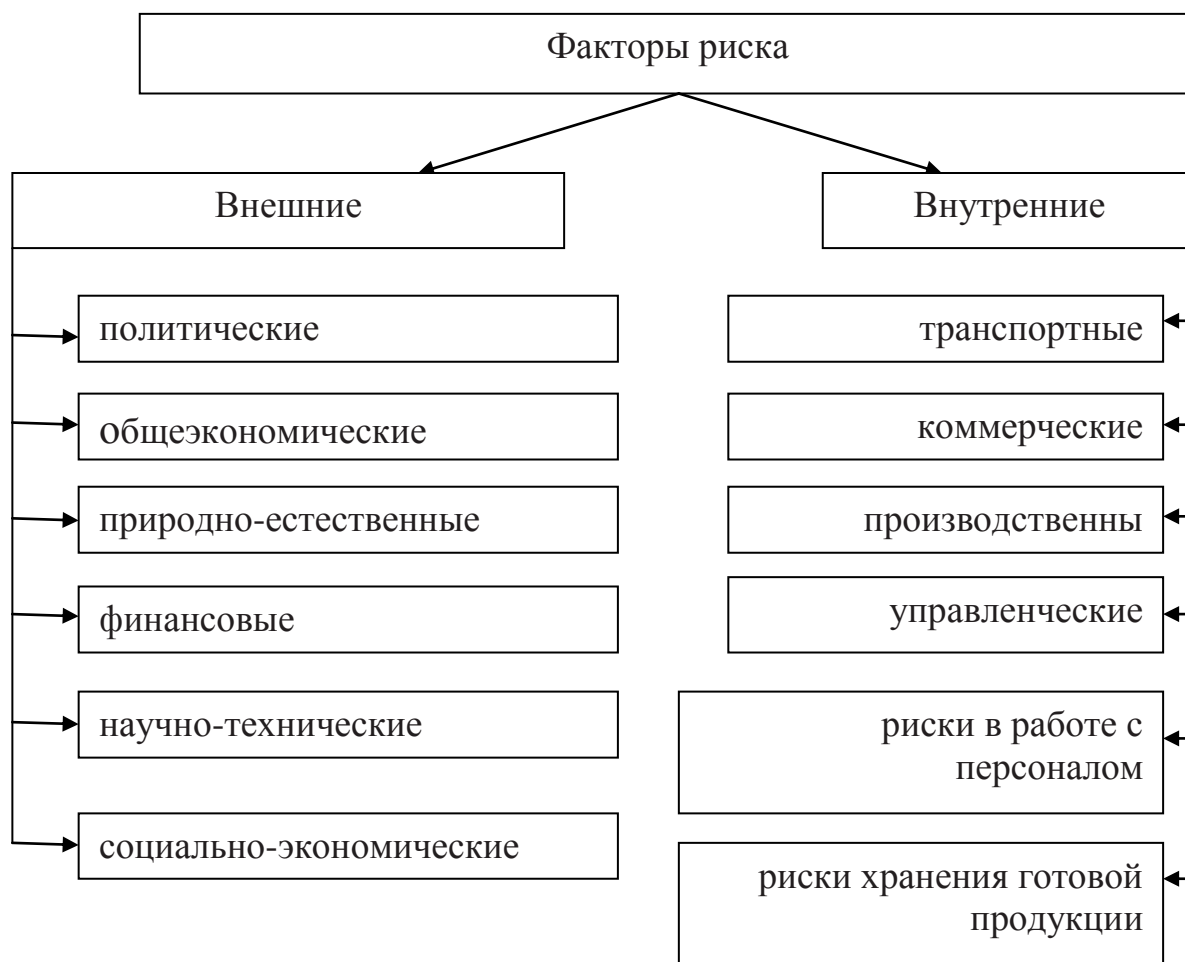 Факторы риска
Внешние
Внутренние
политические
общеэкономические
природно-естественные
финансовые
научно-технические
социально-экономические
транспортные
коммерческие
производственны
управленческие
риски в работе с
персоналом
риски хранения готовой
продукции